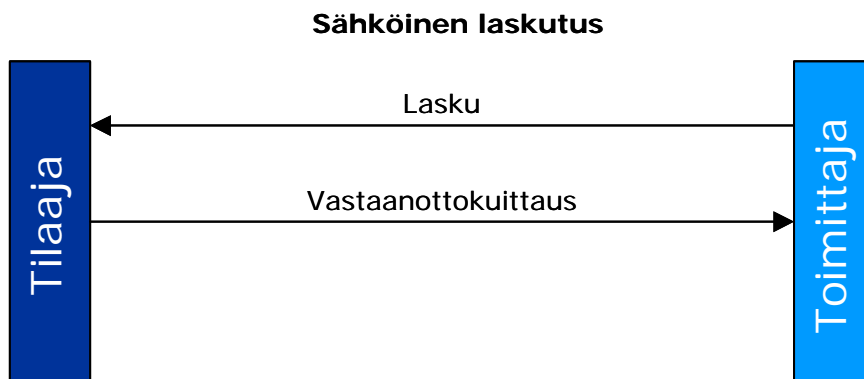 Sähköinen laskutus
Lasku
Vastaanottokuittaus
Tilaaja
Toimittaja